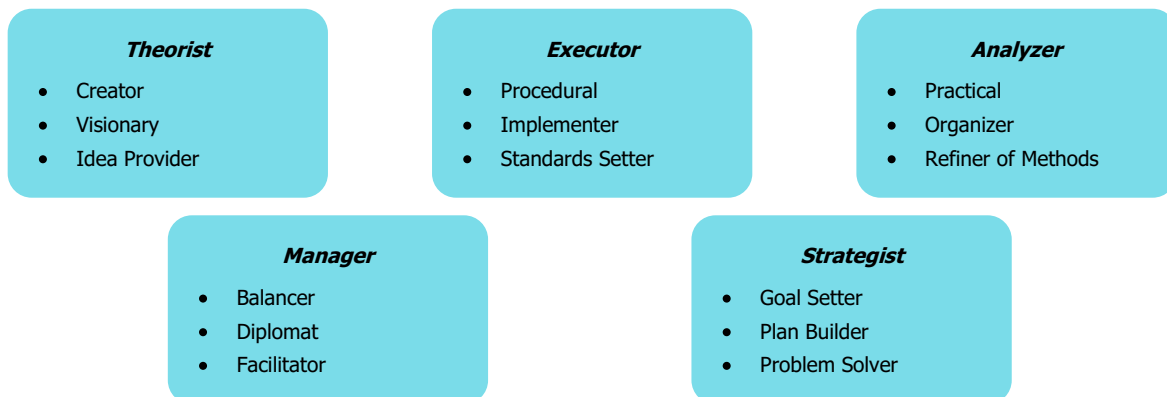 Theorist
• Creator
• Visionary
• Idea Provider
Executor
• Procedural
• Implementer
• Standards Setter
Analyzer
• Practical
• Organizer
• Refiner of Methods
Manager
• Balancer
• Diplomat
• Facilitator
Strategist
• Goal Setter
• Plan Builder
• Problem Solver